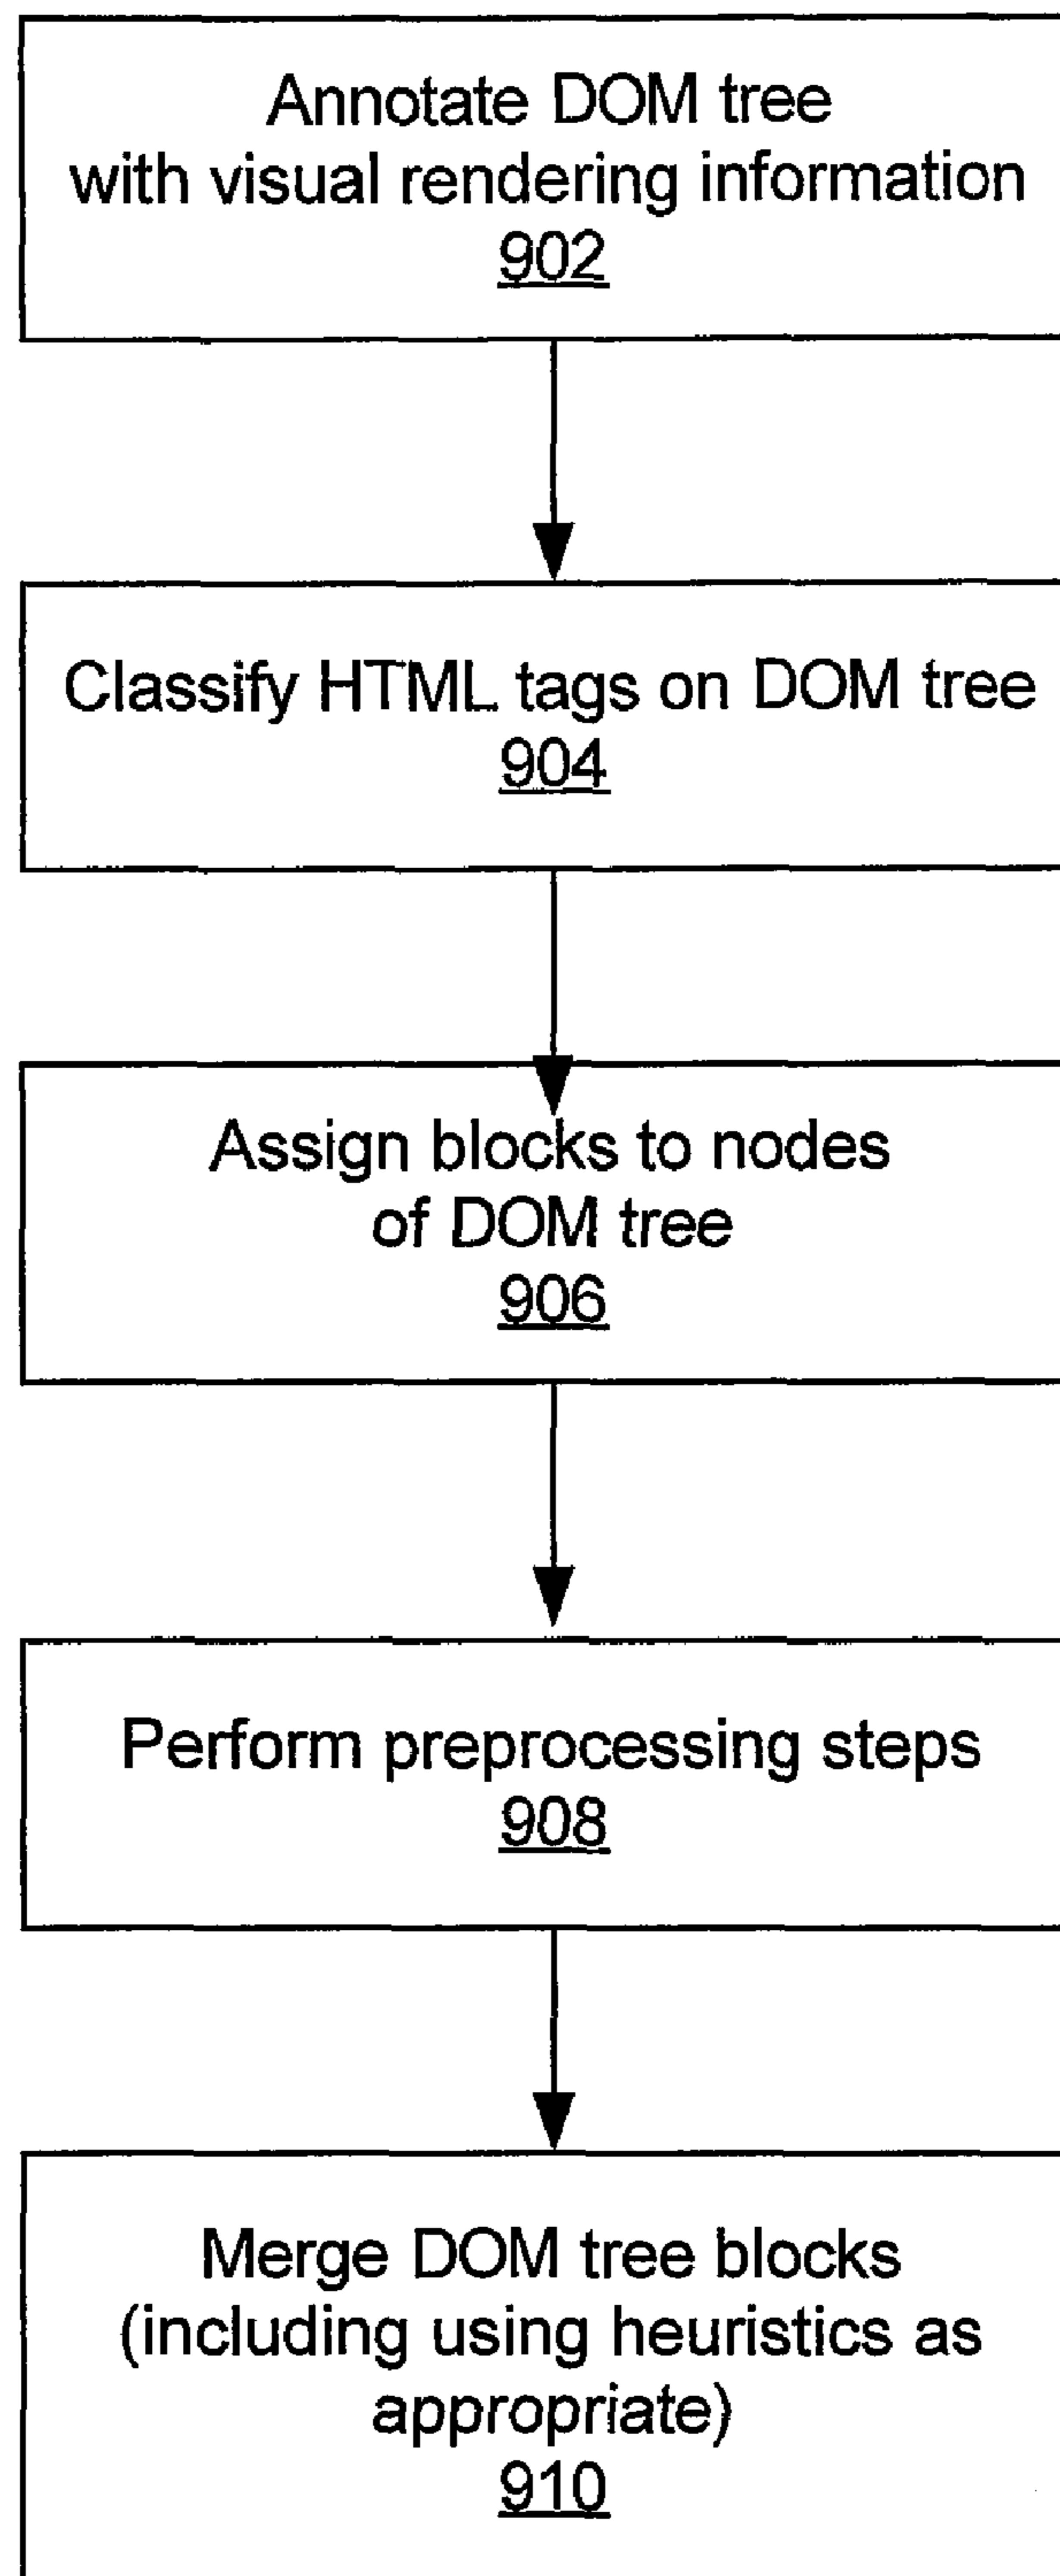 Annotate DOM tree
with visual rendering information
902
Classify HTML tags on DOM tree
904
Assign blocks to nodes
of DOM tree
906
Perform preprocessing steps
908
Merge DOM tree blocks
(including using heuristics as
appropriate)
910